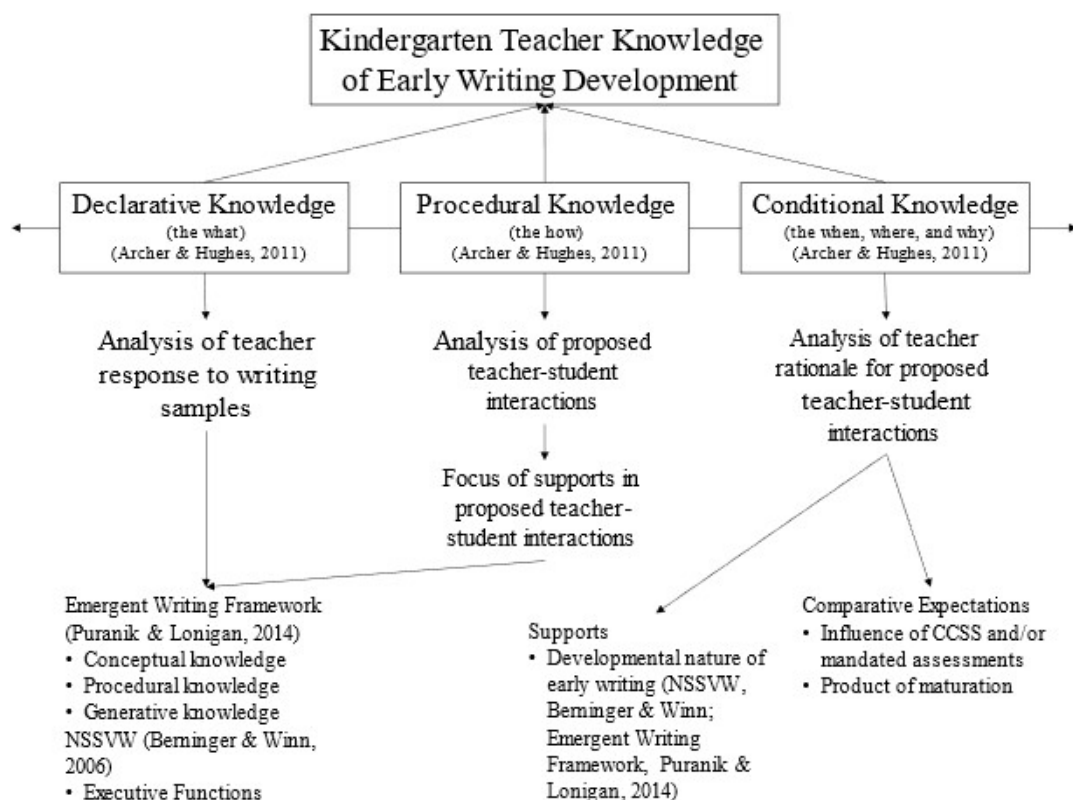 Kindergarten Teacher Knowledge
of Early Writing Development
Declarative Knowledge
(the what)
(Archer & Hughes, 2011)
Procedural Knowledge
(the how)
(Archer & Hughes, 2011)
Conditional Knowledge
(the when, where, and why)
(Archer & Hughes, 2011)
Analysis of teacher
response to writing
samples
Analysis of proposed
teacher-student
interactions
Analysis of teacher
rationale for proposed
teacher-student
interactions
Focus of supports in
proposed teacher-
student interactions
Emergent Writing Framework
(Puranik & Lonigan, 2014)
• Conceptual knowledge
• Procedural knowledge
• Generative knowledge
NSSVW (Berninger & Winn,
2006)
• Executive Functions
Supports
• Developmental nature of
early writing (NSSVW,
Berninger & Winn;
Emergent Writing
Framework, Puranik &
Lonigan, 2014)
Comparative Expectations
• Influence of CCSS and/or
mandated assessments
• Product of maturation